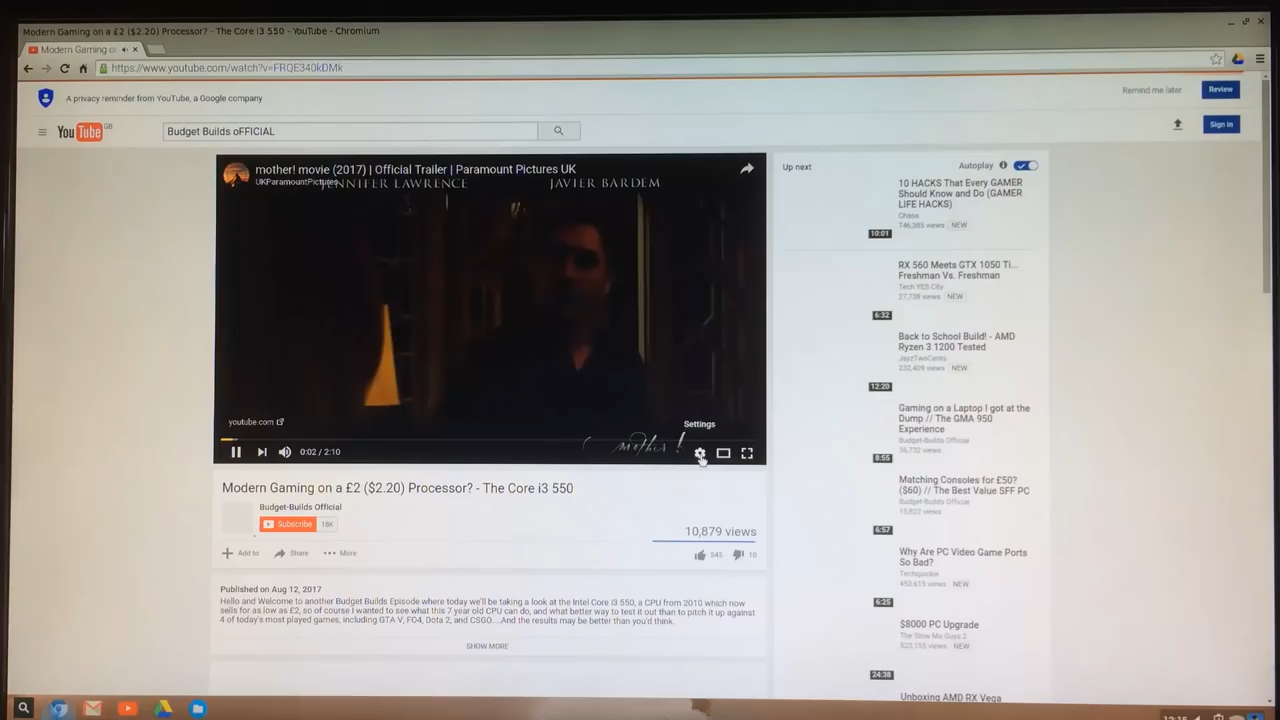 Modern Gaming on a £2 ($2.20) Processor? - The Core i3 550 - YouTube - Chromium
Modern Gaming or
https://www.youtube.com/watch?v=FRQE340kDMk
A privacy reminder from YouTube, a Google company
Remind me later
Review
YouTube GB
Budget Builds oFFICIAL
Sign in
mother! movie (2017) | Official Trailer | Paramount Pictures UK
UKParamountPictures
JENNIFER LAWRENCE
JAVIER BARDEM
youtube.com
Settings
mother!
0:02 / 2:10
Modern Gaming on a £2 ($2.20) Processor? - The Core i3 550
Budget-Builds Official
Subscribe 16K
10,879 views
Add to
Share
More
545
10
Published on Aug 12, 2017
Hello and Welcome to another Budget Builds Episode where today we'll be taking a look at the Intel Core i3 550, a CPU from 2010 which now
sells for as low as £2, so of course I wanted to see what this 7 year old CPU can do, and what better way to test it out than to pitch it up against
4 of today's most played games, including GTA V, FO4, Dota 2, and CSGO....And the results may be better than you'd think.
SHOW MORE
Up next
Autoplay
10 HACKS That Every GAMER
Should Know and Do (GAMER
LIFE HACKS)
Chaos
746,385 views NEW
10:01
RX 560 Meets GTX 1050 Ti...
Freshman Vs. Freshman
Tech YES City
27,738 views NEW
6:32
Back to School Build! - AMD
Ryzen 3 1200 Tested
JayzTwoCents
232,409 views NEW
12:20
Gaming on a Laptop I got at the
Dump // The GMA 950
Experience
Budget-Builds Official
36,732 views
8:55
Matching Consoles for £50?
($60) // The Best Value SFF PC
Budget-Builds Official
15,822 views
6:57
Why Are PC Video Game Ports
So Bad?
Techquickie
453,615 views NEW
6:25
$8000 PC Upgrade
The Slow Mo Guys 2
523,155 views NEW
24:38
Unboxing AMD RX Vega